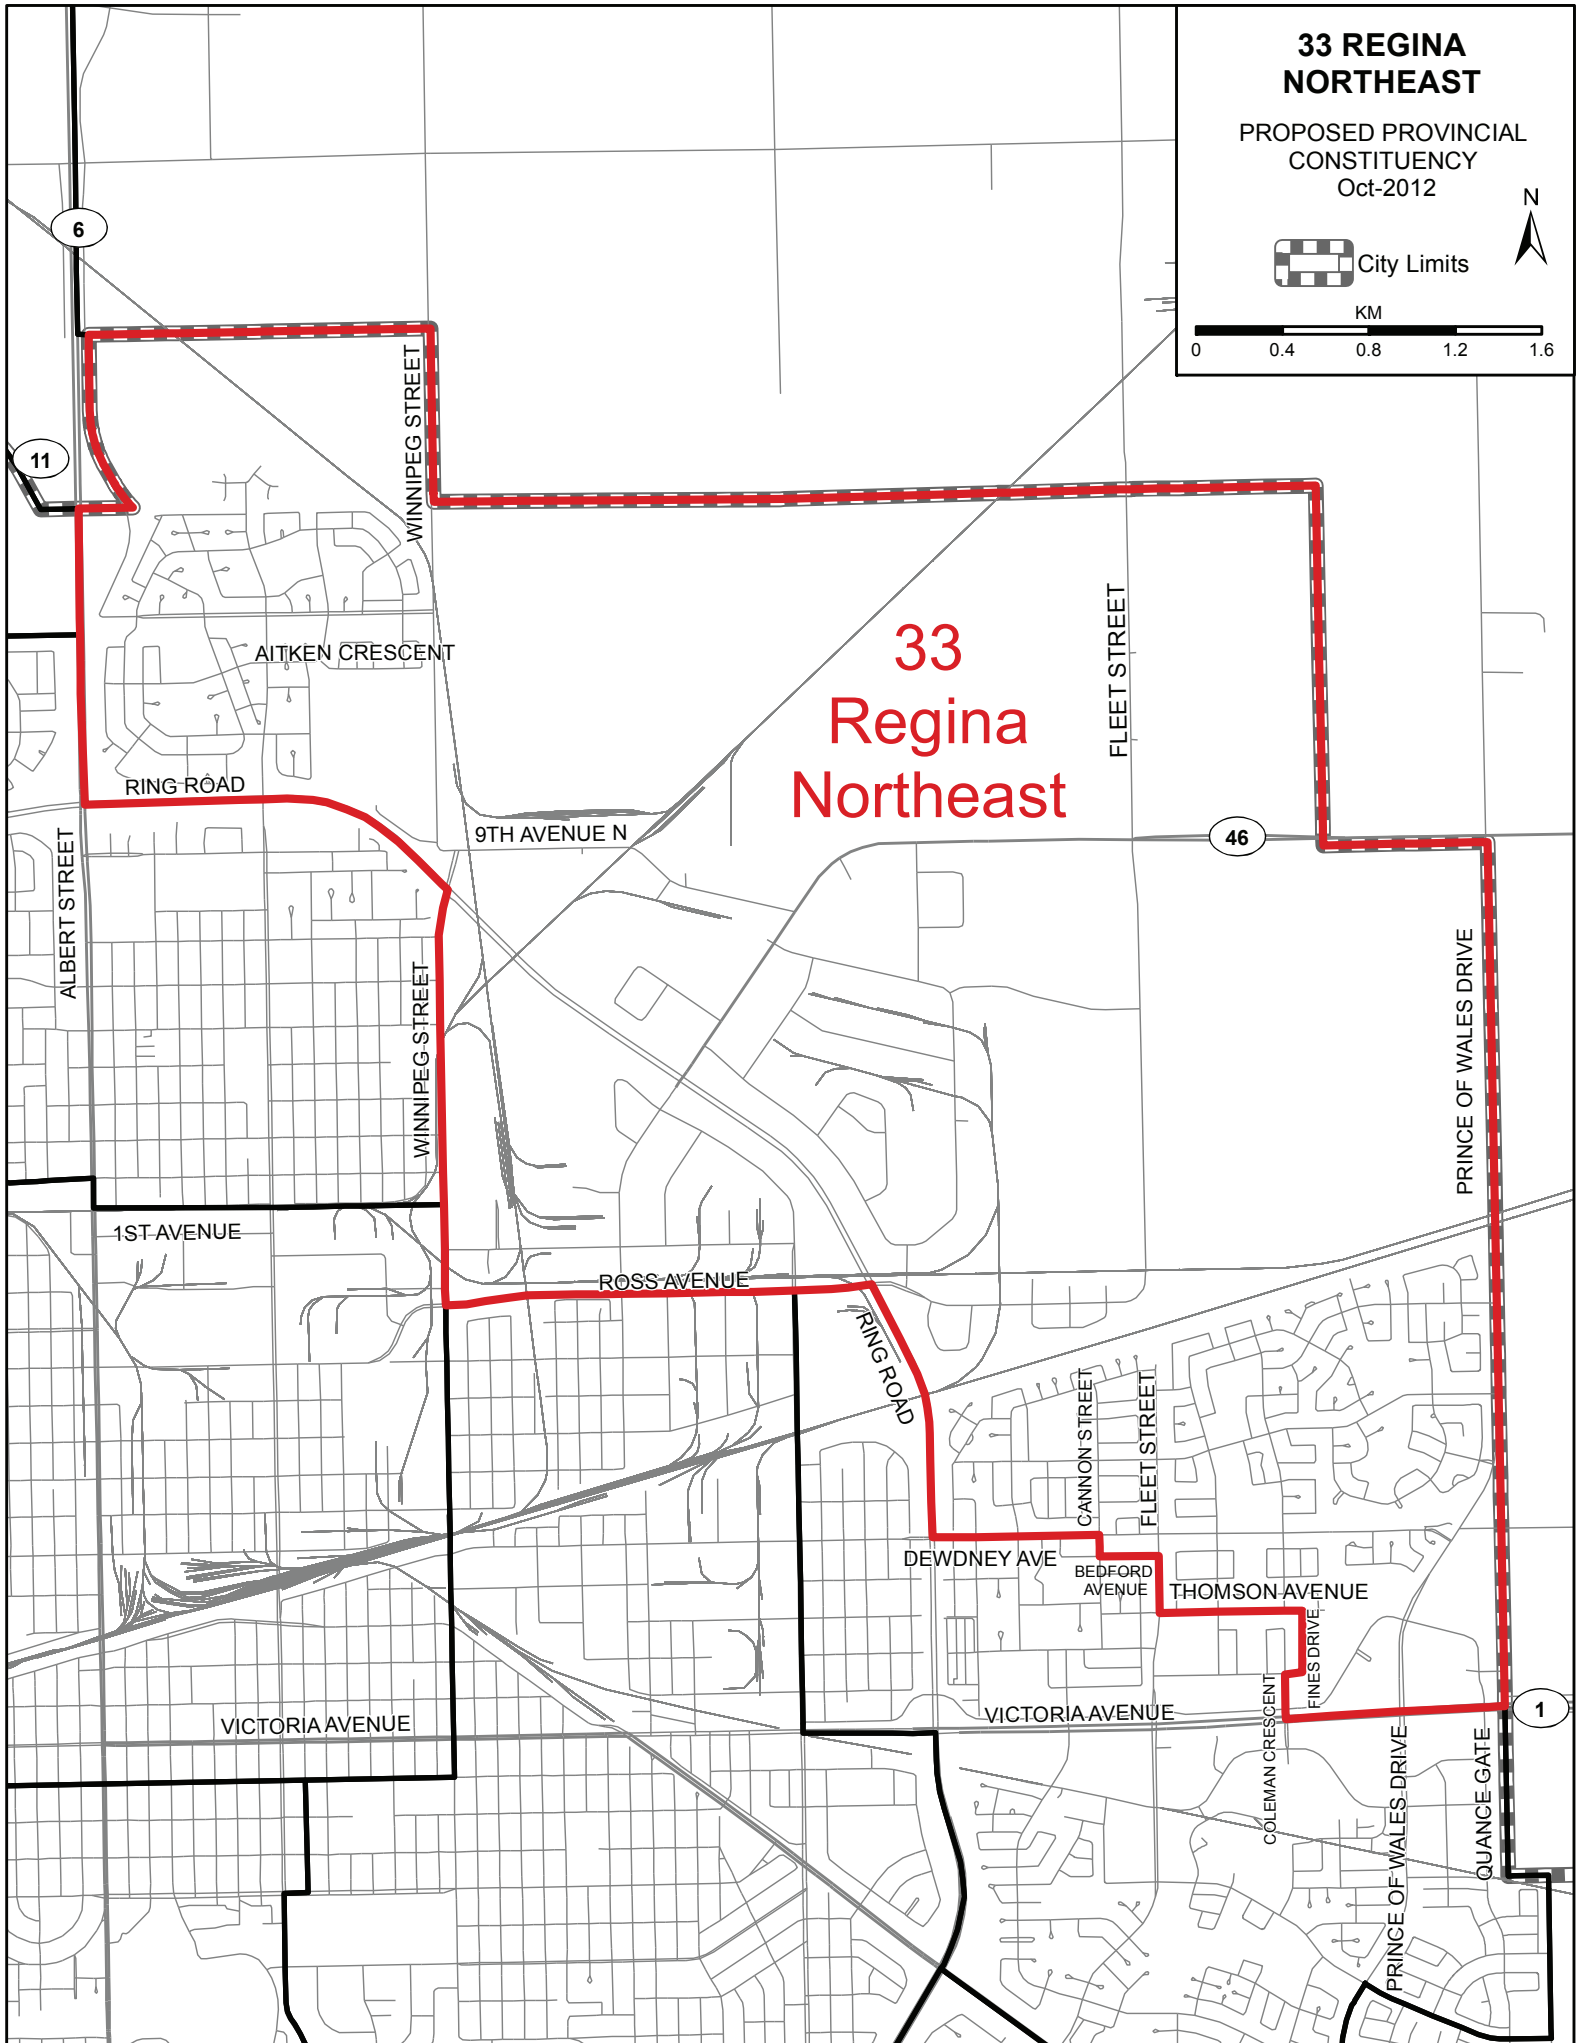 33 REGINA
NORTHEAST
PROPOSED PROVINCIAL
CONSTITUENCY
Oct-2012
N
City Limits
KM
0 0.4 0.8 1.2 1.6
6
11
WINNIPEG STREET
AITKEN CRESCENT
33
Regina
Northeast
FLEET STREET
RING ROAD
9TH AVENUE N
46
ALBERT STREET
WINNIPEG STREET
PRINCE OF WALES DRIVE
1ST AVENUE
ROSS AVENUE
RING ROAD
CANNON STREET
FLEET STREET
DEWDNEY AVE
BEDFORD
AVENUE
THOMSON AVENUE
FINES DRIVE
COLEMAN CRESCENT
VICTORIA AVENUE
VICTORIA AVENUE
1
PRINCE OF WALES DRIVE
QUANCE GATE